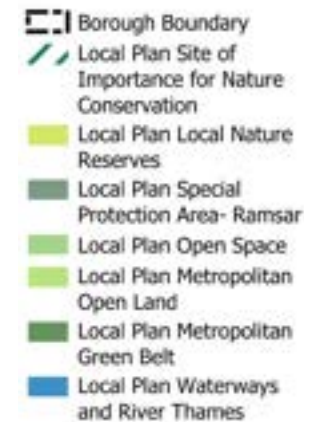 Borough Boundary
Local Plan Site of
Importance for Nature
Conservation
Local Plan Local Nature
Reserves
Local Plan Special
Protection Area- Ramsar
Local Plan Open Space
Local Plan Metropolitan
Open Land
Local Plan Metropolitan
Green Belt
Local Plan Waterways
and River Thames